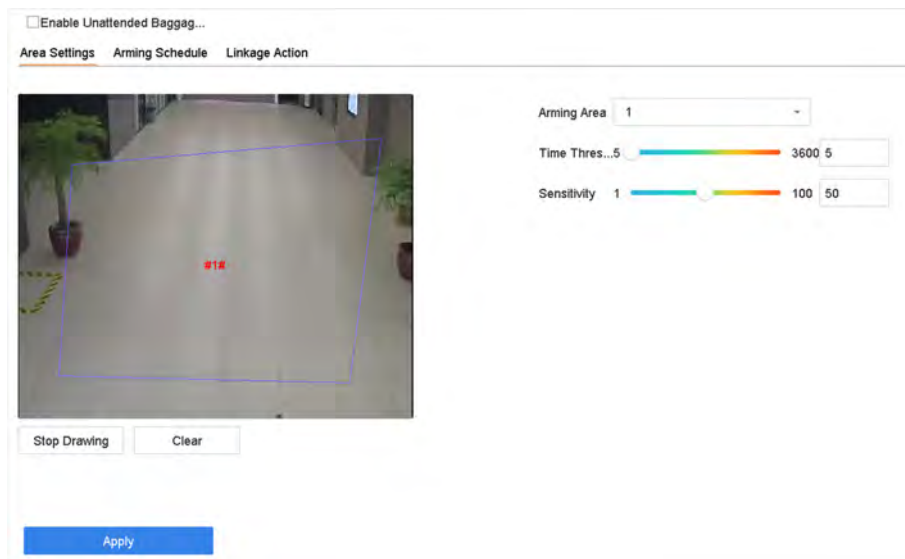 Enable Unattended Baggag...
Area Settings Arming Schedule Linkage Action
Arming Area 1
Time Thres...5 3600 5
Sensitivity 1 100 50
#1#
Stop Drawing Clear
Apply